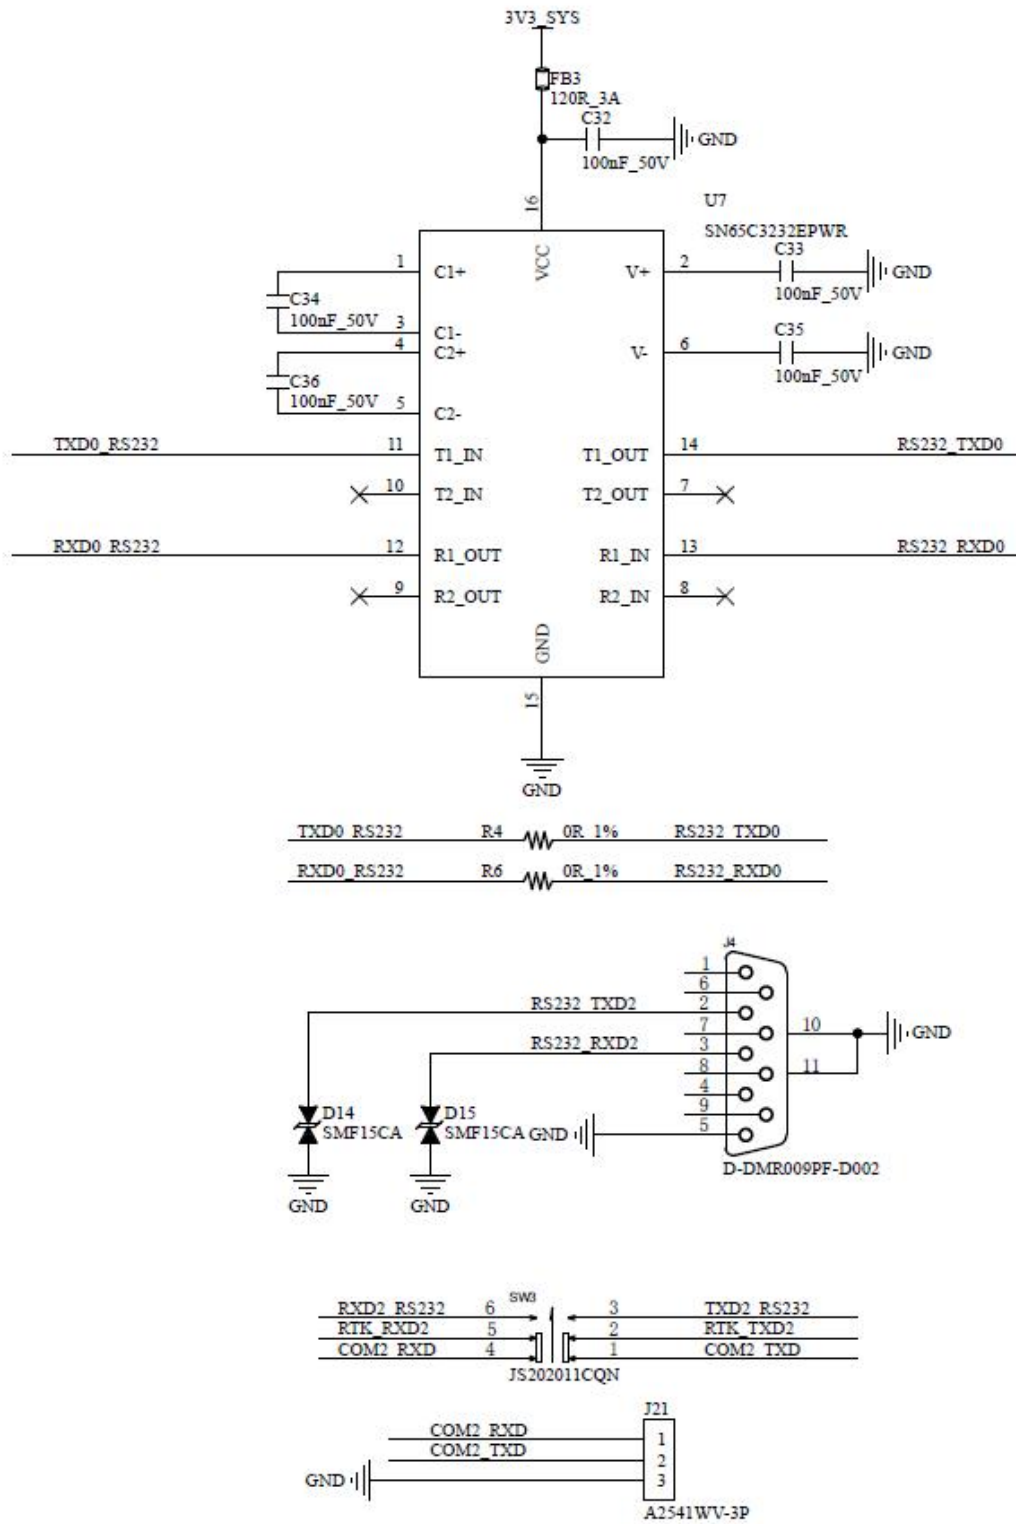 3V3_SYS
FB3
120R_3A
C32
GND
100nF_50V
16
U7
SN65C3232EPWR
VCC
1 C1+ V+ 2 C33 GND
C34 100nF_50V
100nF_50V
3 C1-
4 C2+ V- 6 C35 GND
C36 100nF_50V
100nF_50V
5 C2-
TXD0_RS232 11 T1_IN T1_OUT 14 RS232_TXD0
10 T2_IN T2_OUT 7
RXD0_RS232 12 R1_OUT R1_IN 13 RS232_RXD0
9 R2_OUT R2_IN 8
GND
15
GND
TXD0_RS232 R4 0R_1% RS232_TXD0
RXD0_RS232 R6 0R_1% RS232_RXD0
J4
1
6
RS232_TXD2 2
7 10 GND
RS232_RXD2 3
8 11
4
9
D14 D15
SMF15CA SMF15CA GND 5
D-DMR009PF-D002
GND GND
SW3
RXD2_RS232 6 3 TXD2_RS232
RTK_RXD2 5 2 RTK_TXD2
COM2_RXD 4 1 COM2_TXD
JS202011CQN
J21
COM2_RXD 1
COM2_TXD 2
GND 3
A2541WV-3P